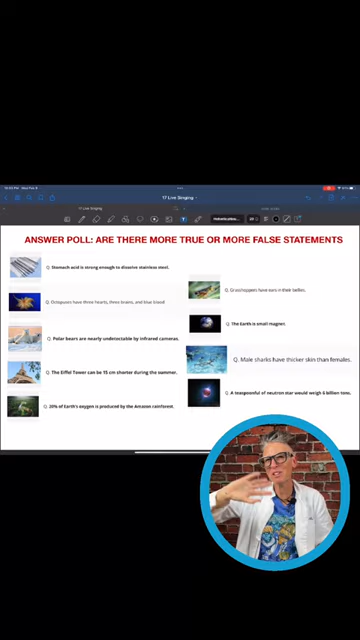 17 Live Singing
17 Live Singing
ANSWER POLL: ARE THERE MORE TRUE OR MORE FALSE STATEMENTS
Q. Stomach acid is strong enough to dissolve stainless steel.
Q. Octopuses have three hearts, three brains, and blue blood
Q. Polar bears are nearly undetectable by infrared cameras.
Q. The Eiffel Tower can be 15 cm shorter during the summer.
Q. 20% of Earth's oxygen is produced by the Amazon rainforest.
Q. Grasshoppers have ears in their bellies.
Q. The Earth is small magnet.
Q. Male sharks have thicker skin than females.
Q. A teaspoonful of neutron star would weigh 6 billion tons.